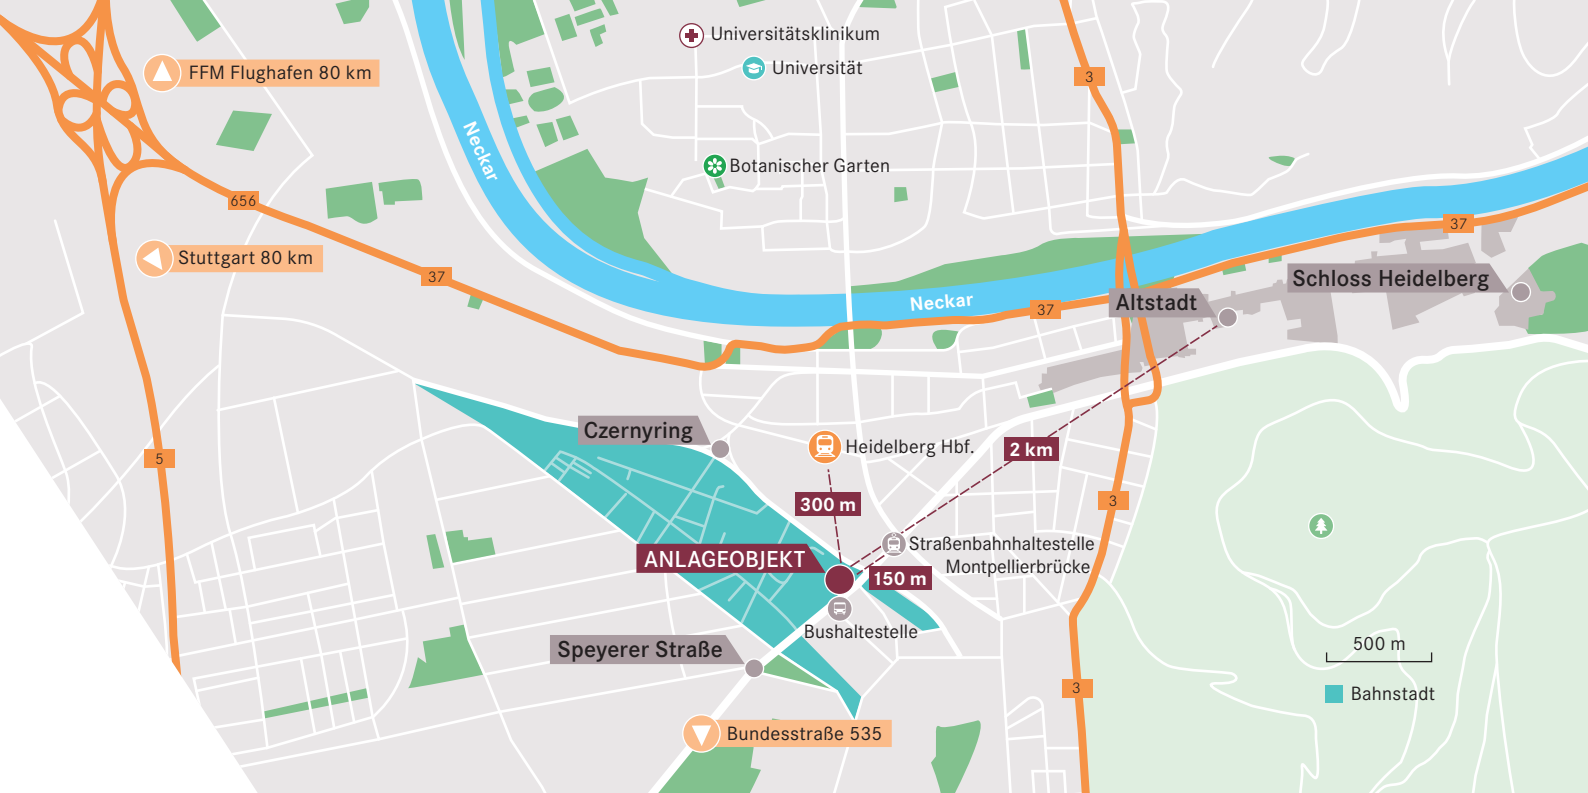 Universitätsklinikum
Universität
FFM Flughafen 80 km
3
Neckar
Botanischer Garten
656
37
Stuttgart 80 km
37
Schloss Heidelberg
Neckar
37
Altstadt
Czernyring
Heidelberg Hbf.
2 km
5
300 m
3
Straßenbahnhaltestelle
Montpellierbrücke
ANLAGEOBJEKT
150 m
Bushaltestelle
Speyerer Straße
500 m
3
Bahnstadt
Bundesstraße 535